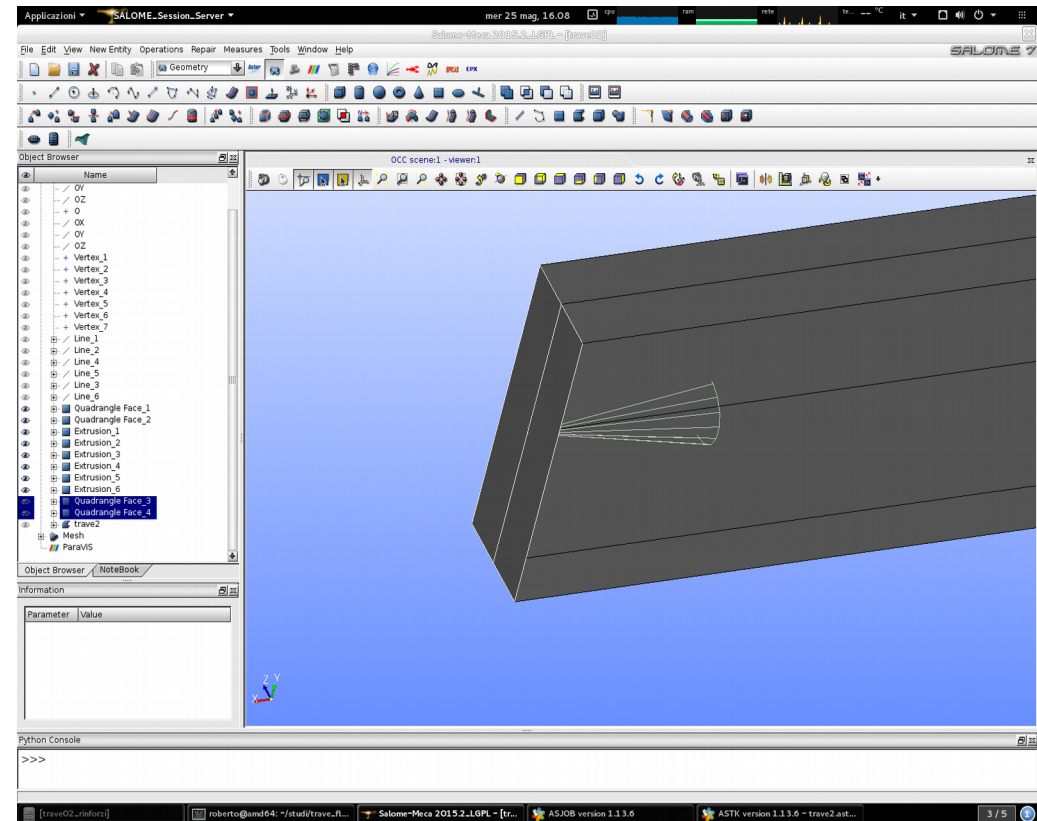 Applicazioni SALOME_Session_Server mer 25 mag, 16.08 cpu ram rete te... -- °C it
Salome-Meca 2015.2_LGPL - [trave02]
File Edit View New Entity Operations Repair Measures Tools Window Help SALOME 7
Geometry
Object Browser OCC scene:1 - viewer:1
Name
OY
OZ
O
OX
OY
OZ
Vertex_1
Vertex_2
Vertex_3
Vertex_4
Vertex_5
Vertex_6
Vertex_7
Line_1
Line_2
Line_4
Line_5
Line_3
Line_6
Quadrangle Face_1
Quadrangle Face_2
Extrusion_1
Extrusion_2
Extrusion_3
Extrusion_4
Extrusion_5
Extrusion_6
Quadrangle Face_3
Quadrangle Face_4
trave2
Mesh
ParaViS
Object Browser NoteBook
Information
Parameter Value
Z Y
X
Python Console
>>>
[trave02_rinforzi] roberto@amd64: ~/studi/trave_fl... Salome-Meca 2015.2_LGPL - [tr... ASJOB version 1.13.6 ASTK version 1.13.6 - trave2.ast... 3 / 5 1